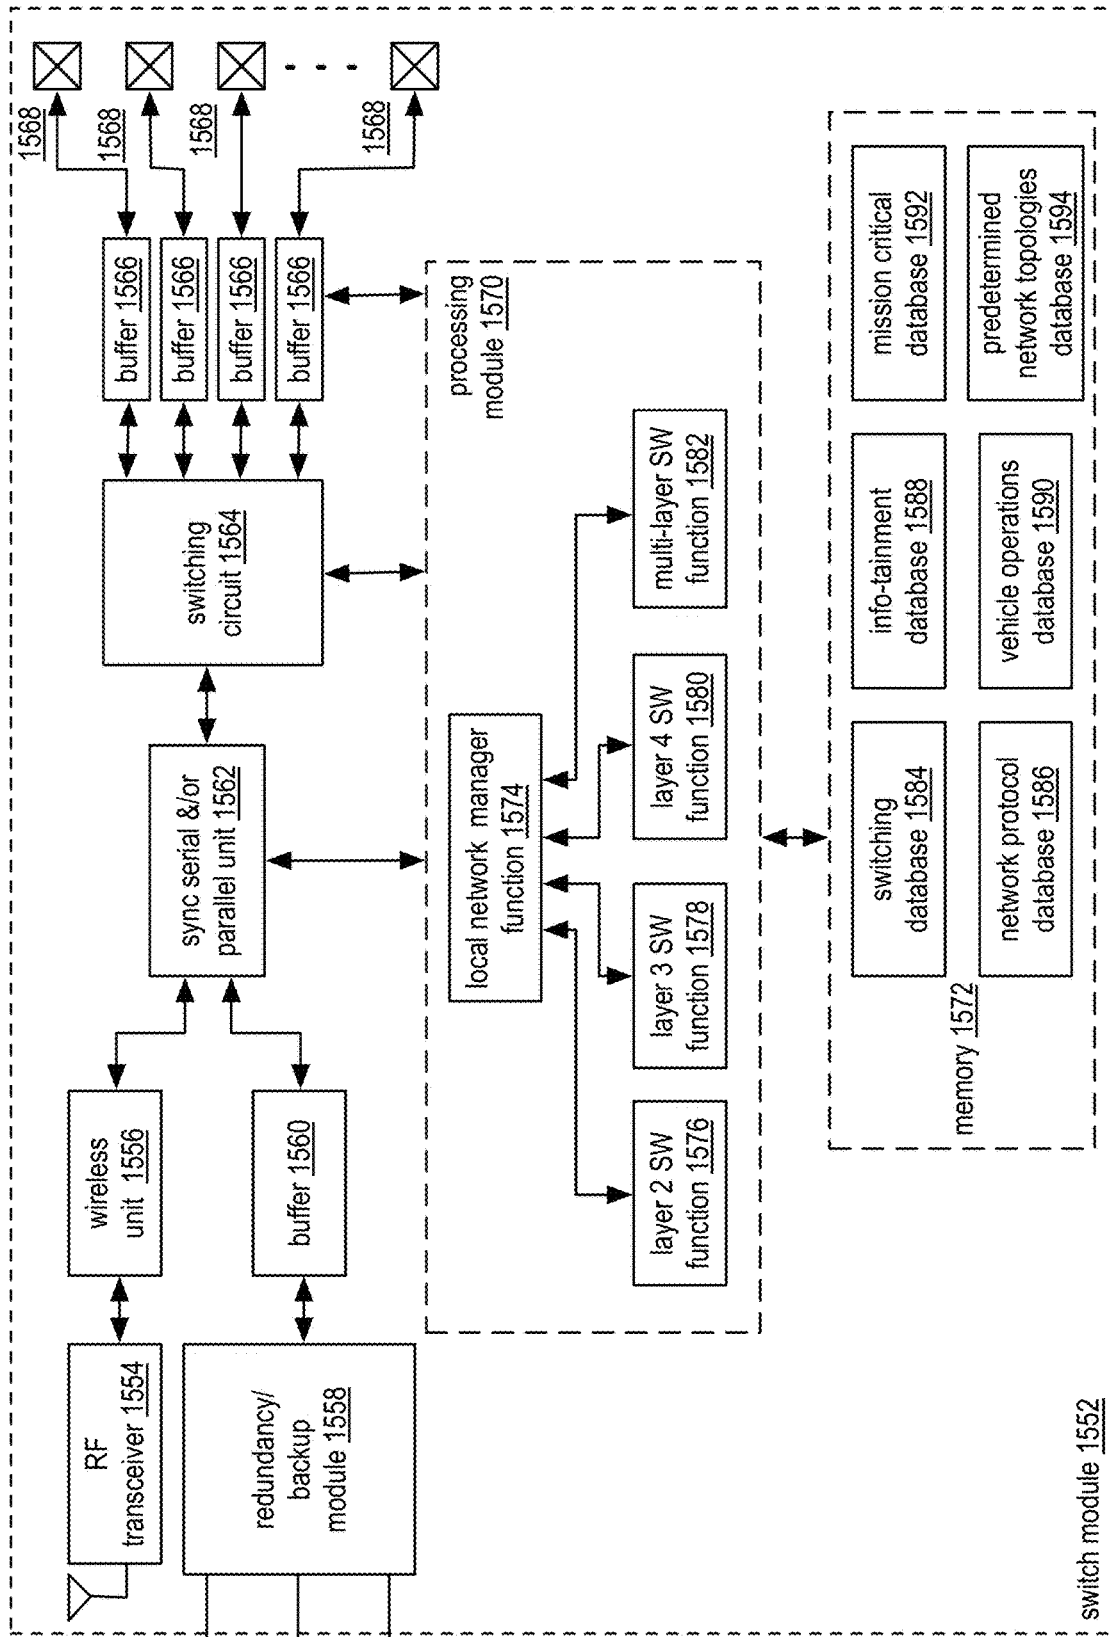 RF
transceiver 1554
wireless
unit 1556
redundancy/
backup
module 1558
buffer 1560
sync serial &/or
parallel unit 1562
switching
circuit 1564
buffer 1566
buffer 1566
buffer 1566
buffer 1566
1568
1568
1568
1568
processing
module 1570
local network manager
function 1574
layer 2 SW
function 1576
layer 3 SW
function 1578
layer 4 SW
function 1580
multi-layer SW
function 1582
memory 1572
switching
database 1584
info-tainment
database 1588
mission critical
database 1592
network protocol
database 1586
vehicle operations
database 1590
predetermined
network topologies
database 1594
switch module 1552